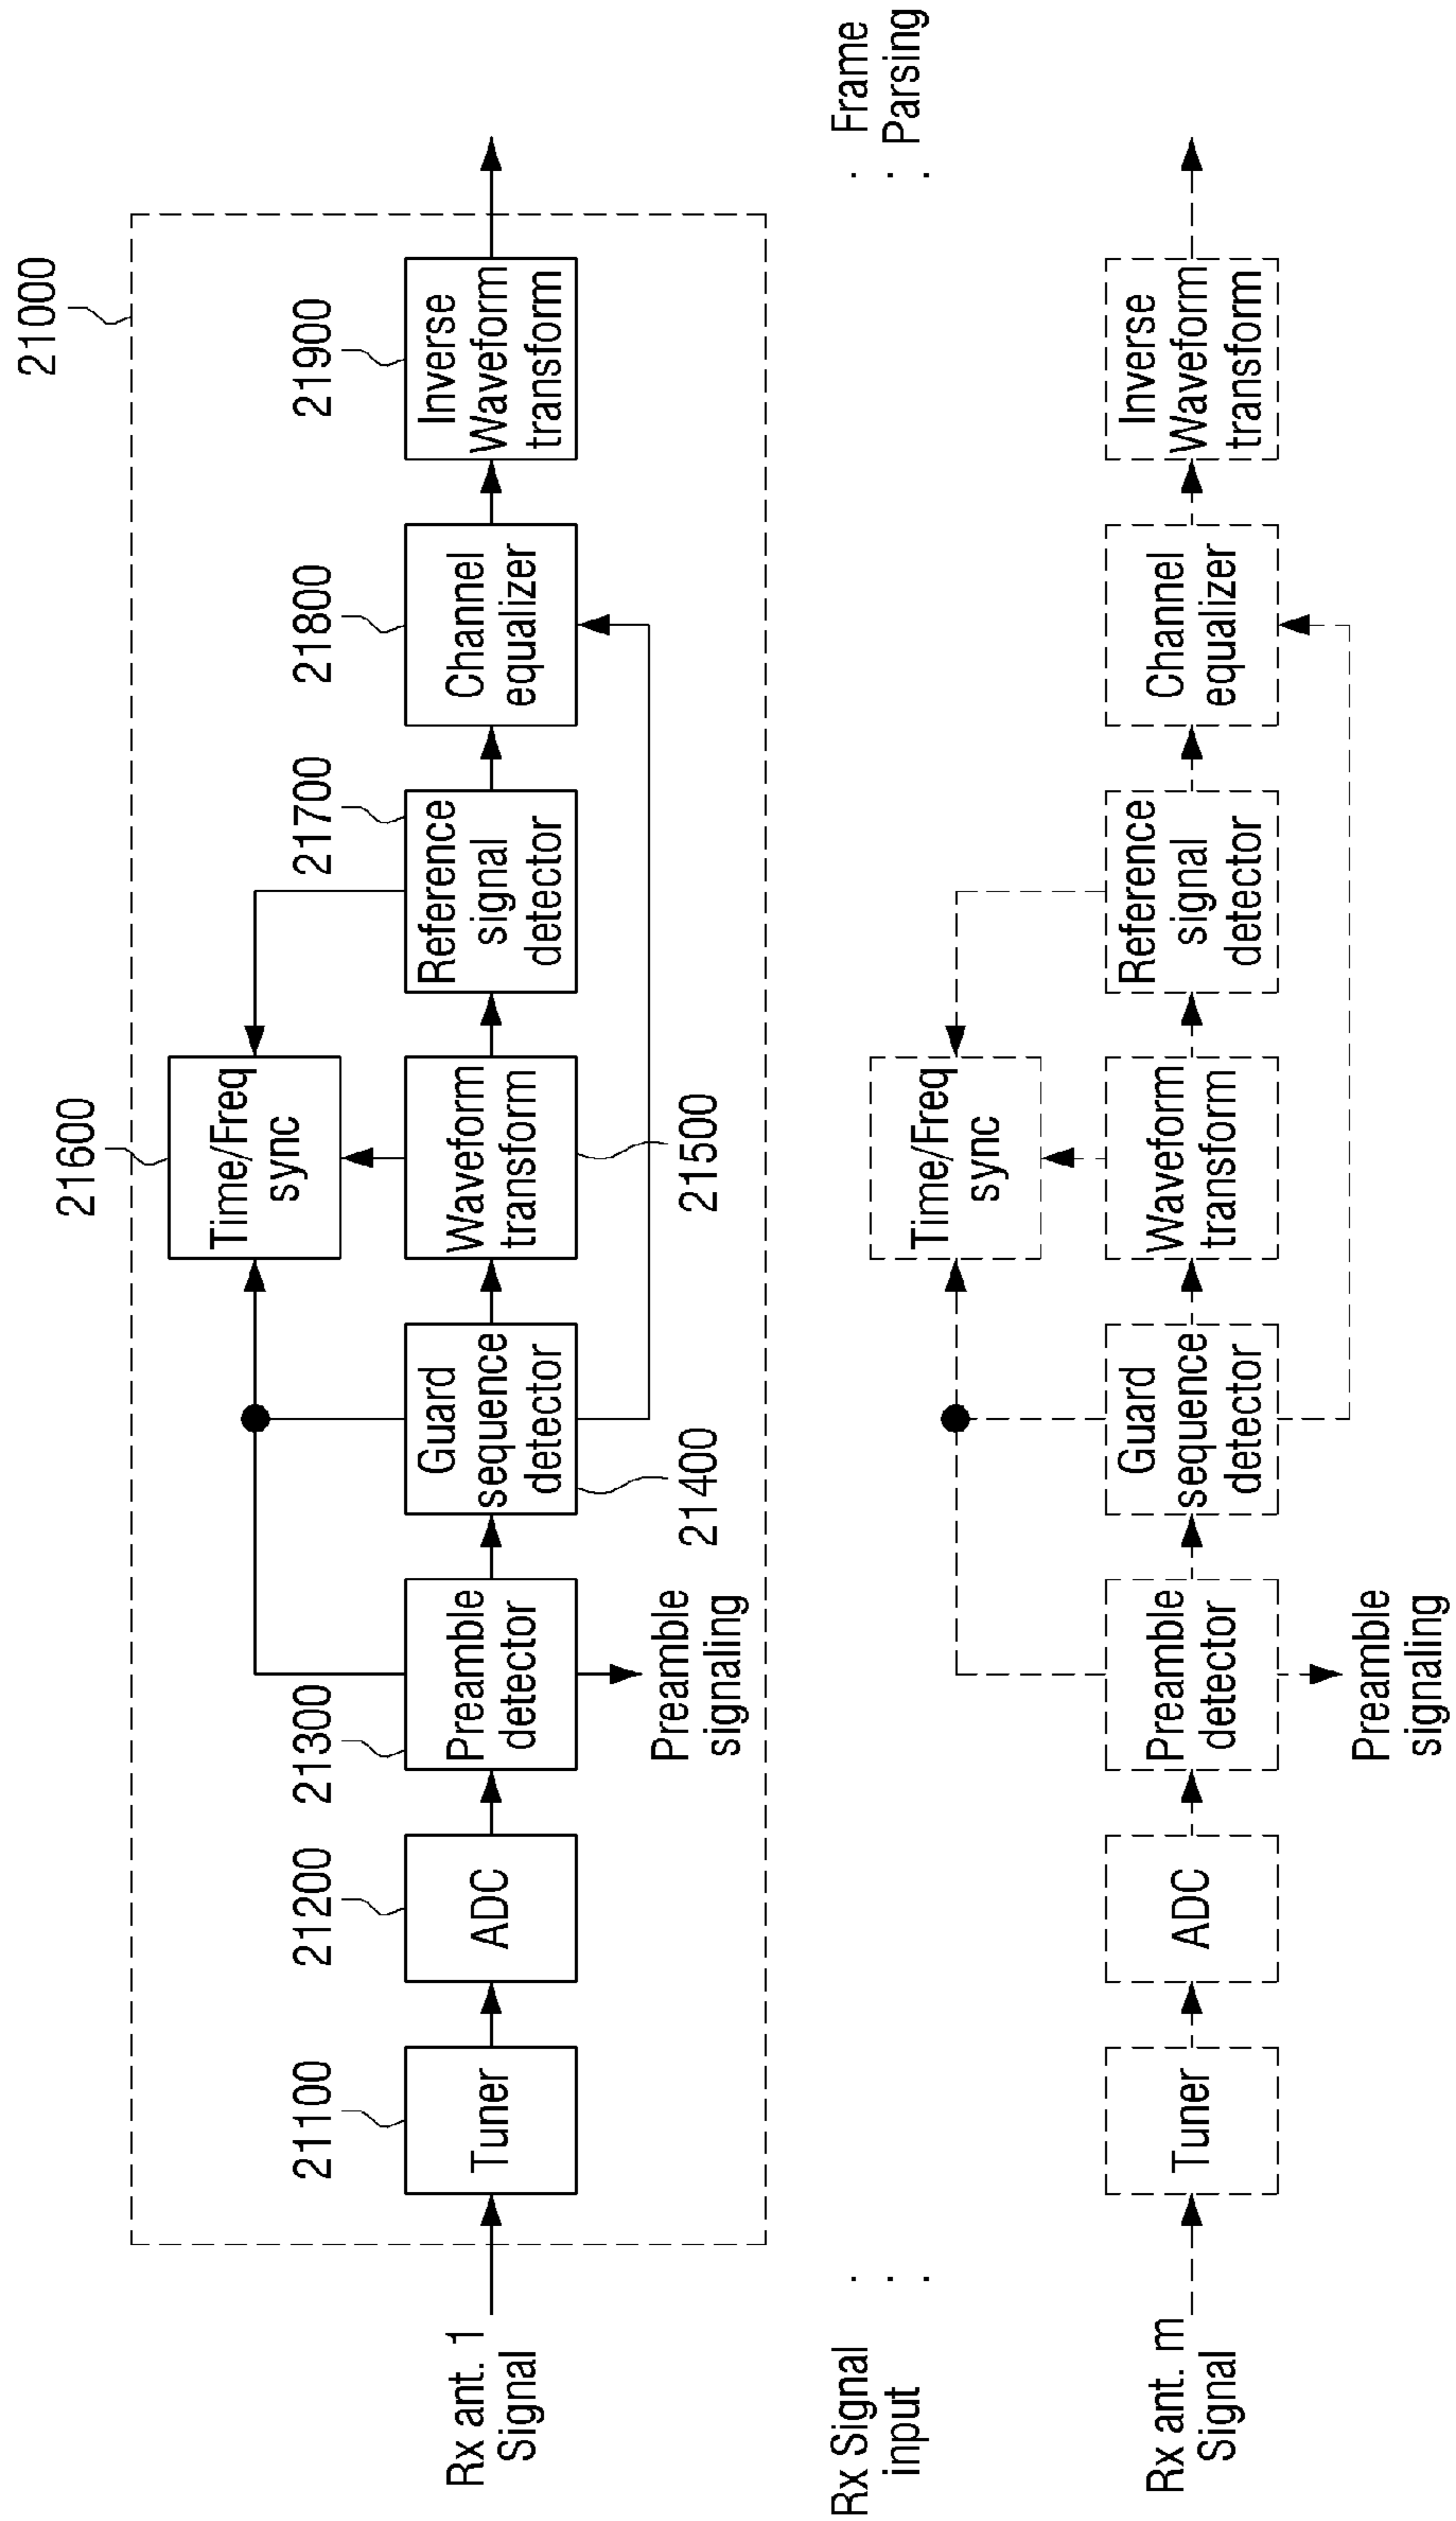 21000
21600
21100
21200
21300
21700
21800
21900
Time/Freq
sync
Rx ant. 1
Signal
Tuner
ADC
Preamble
detector
Guard
sequence
detector
Waveform
transform
Reference
signal
detector
Channel
equalizer
Inverse
Waveform
transform
21400
21500
Preamble
signaling
Rx Signal
input
. . .
. . .
Frame
Parsing
Time/Freq
sync
Rx ant. m
Signal
Tuner
ADC
Preamble
detector
Guard
sequence
detector
Waveform
transform
Reference
signal
detector
Channel
equalizer
Inverse
Waveform
transform
Preamble
signaling